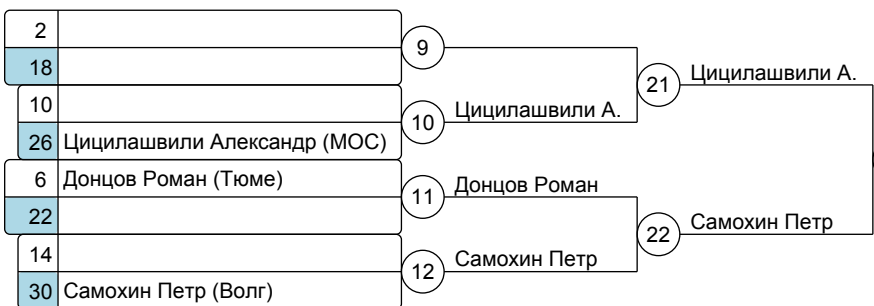 2
18
9
10
26 Цицилашвили Александр (МОС)
10 Цицилашвили А.
21 Цицилашвили А.
6 Донцов Роман (Тюме)
22
11 Донцов Роман
14
30 Самохин Петр (Волг)
12 Самохин Петр
22 Самохин Петр